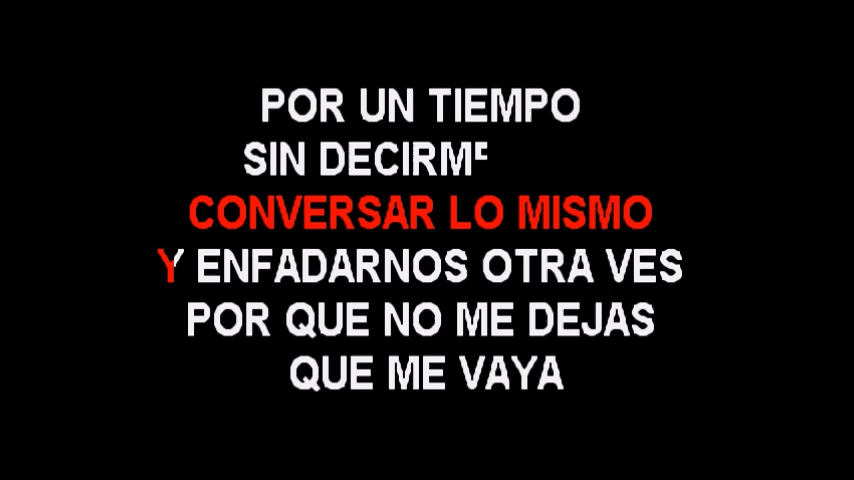 POR UN TIEMPO
SIN DECIRME
CONVERSAR LO MISMO
Y ENFADARNOS OTRA VES
POR QUE NO ME DEJAS
QUE ME VAYA